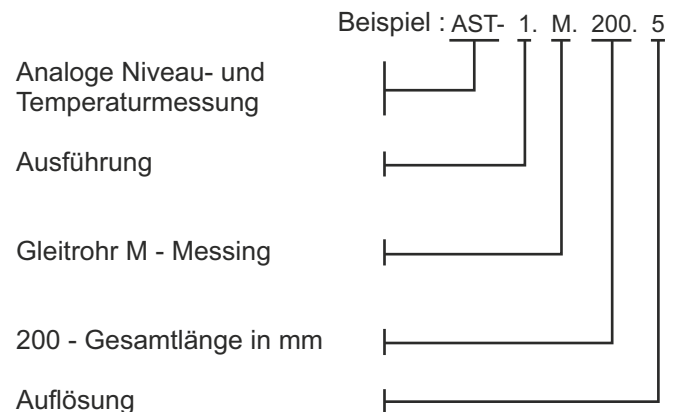 Beispiel : AST- 1. M. 200. 5
Analoge Niveau- und
Temperaturmessung
Ausführung
Gleitrohr M - Messing
200 - Gesamtlänge in mm
Auflösung